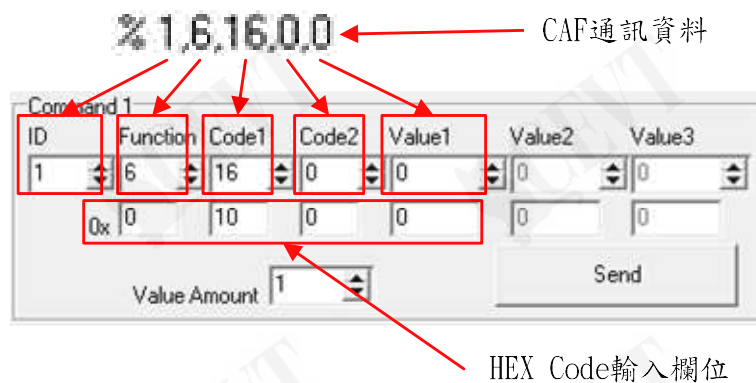 % 1,6,16,0,0
CAF通訊資料
Command 1
ID Function Code1 Code2 Value1 Value2 Value3
1 6 16 0 0 0 0
0x 0 10 0 0 0 0
Value Amount 1
Send
HEX Code輸入欄位